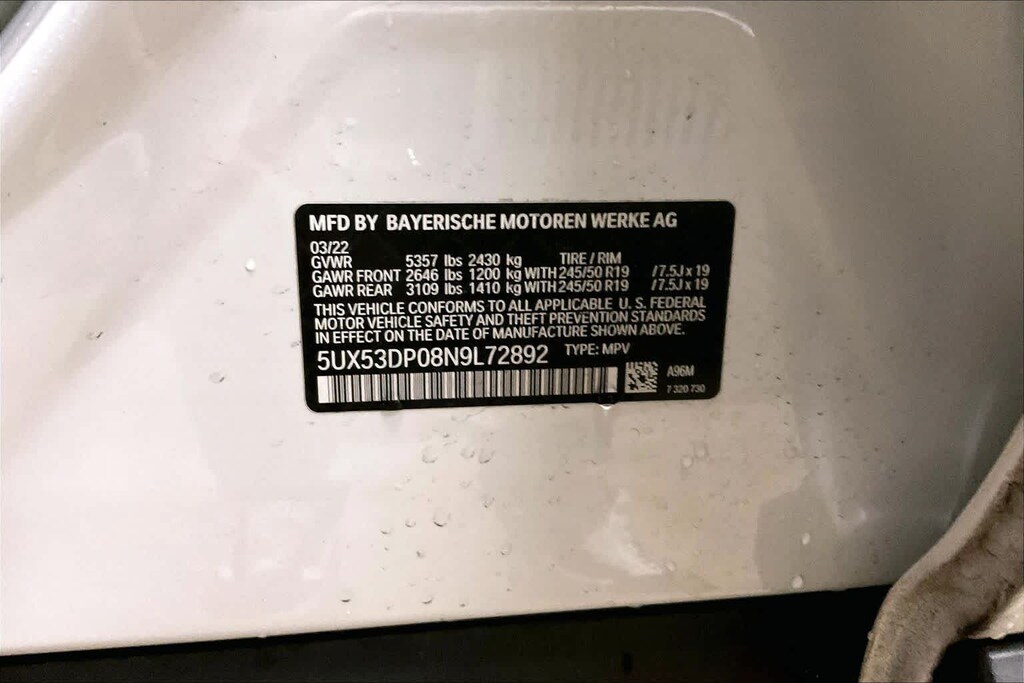 MFD BY BAYERISCHE MOTOREN WERKE AG
03/22
GVWR 5357 lbs 2430 kg TIRE / RIM
GAWR FRONT 2646 lbs 1200 kg WITH 245/50 R19 / 7.5J x 19
GAWR REAR 3109 lbs 1410 kg WITH 245/50 R19 / 7.5J x 19
THIS VEHICLE CONFORMS TO ALL APPLICABLE U. S. FEDERAL
MOTOR VEHICLE SAFETY AND THEFT PREVENTION STANDARDS
IN EFFECT ON THE DATE OF MANUFACTURE SHOWN ABOVE.
5UX53DP08N9L72892 TYPE: MPV
A96M
7 320 730